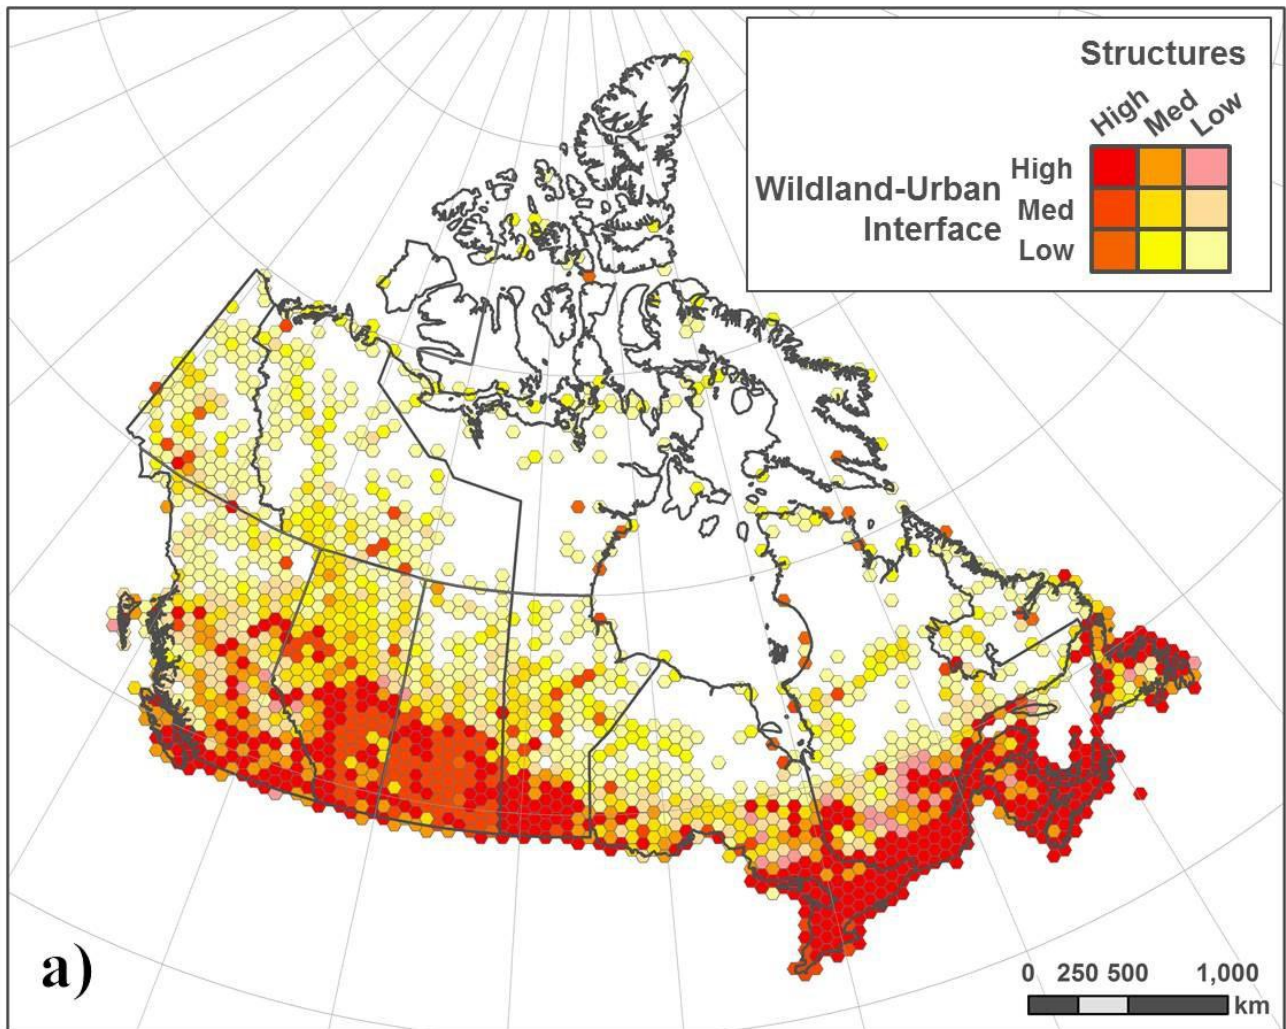 Structures
High Med Low
Wildland-Urban
Interface
High
Med
Low
a)
0 250 500 1,000
km